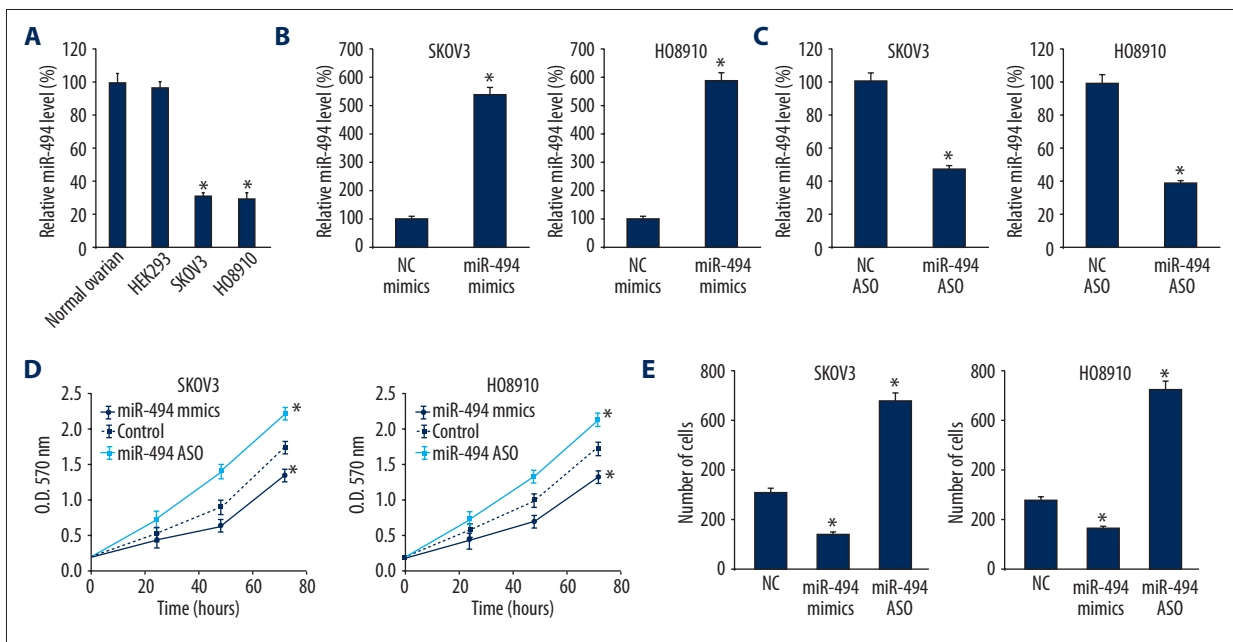 A
Relative miR-494 level (%)
120
100
80
60
40
20
0
Normal ovarian
HEK293
SKOV3
HO8910
*
*
B
SKOV3
Relative miR-494 level (%)
700
600
500
400
300
200
100
0
*
NC
mimics
miR-494
mimics
HO8910
Relative miR-494 level (%)
700
600
500
400
300
200
100
0
*
NC
mimics
miR-494
mimics
C
SKOV3
Relative miR-494 level (%)
120
100
80
60
40
20
0
*
NC
ASO
miR-494
ASO
HO8910
Relative miR-494 level (%)
120
100
80
60
40
20
0
*
NC
ASO
miR-494
ASO
D
SKOV3
O.D. 570 nm
2.5
2.0
1.5
1.0
0.5
0.0
miR-494 mmics
Control
miR-494 ASO
*
*
0
20
40
60
80
Time (hours)
HO8910
O.D. 570 nm
2.5
2.0
1.5
1.0
0.5
0.0
miR-494 mmics
Control
miR-494 ASO
*
*
0
20
40
60
80
Time (hours)
E
SKOV3
Number of cells
800
600
200
200
0
*
*
NC
miR-494
mimics
miR-494
ASO
HO8910
Number of cells
800
600
200
200
0
*
*
NC
miR-494
mimics
miR-494
ASO